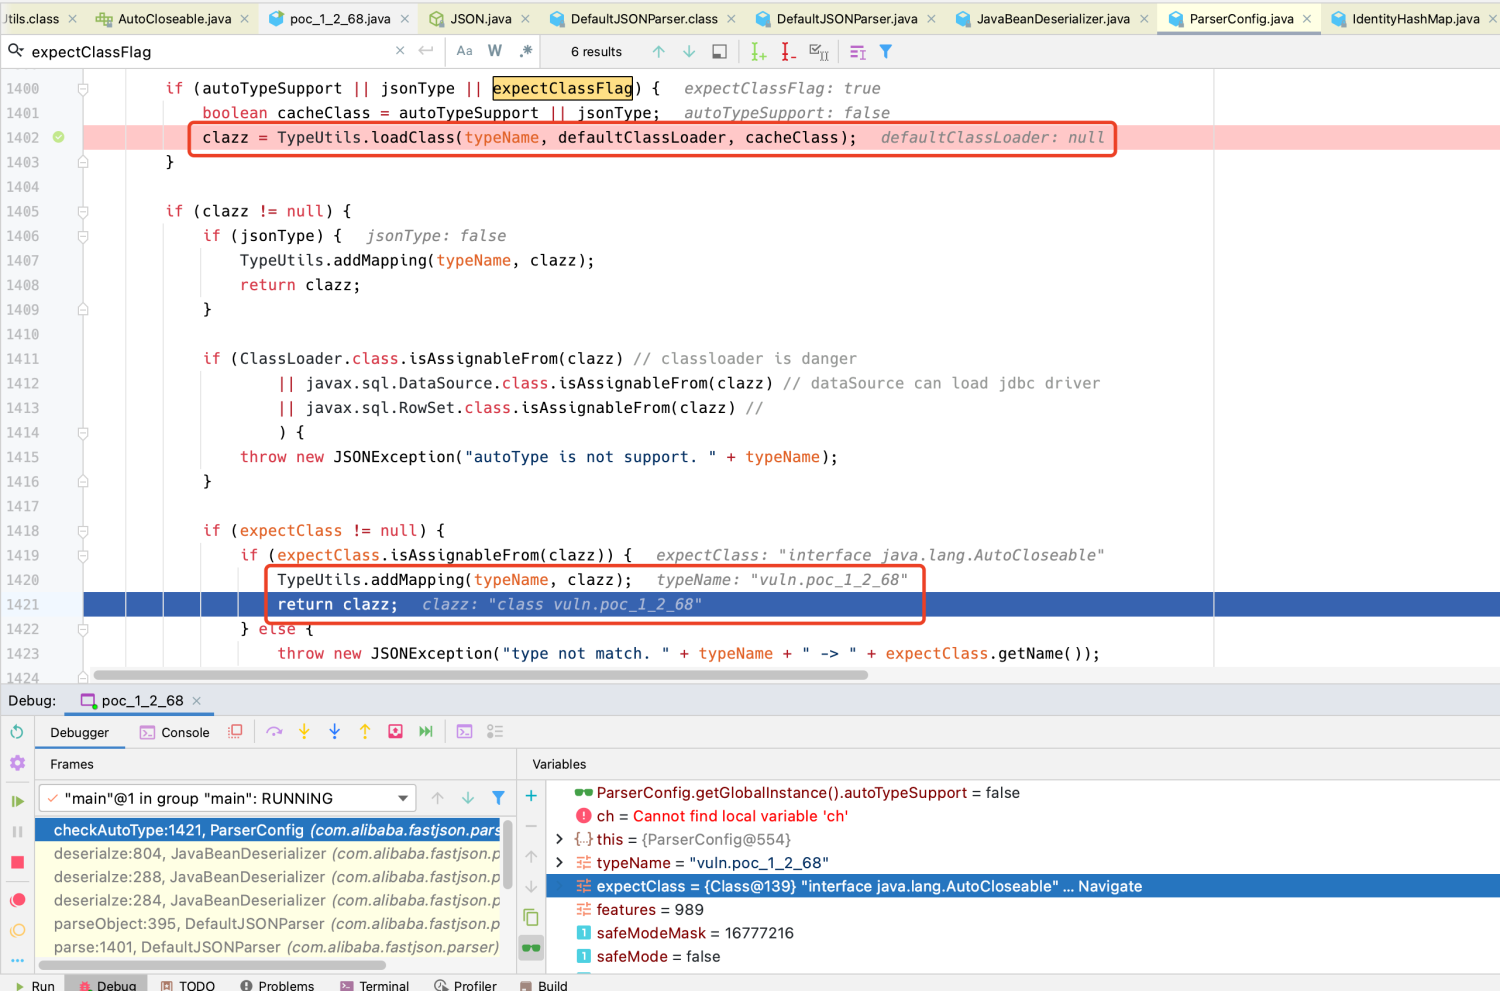 Utils.class × AutoCloseable.java × poc_1_2_68.java × JSON.java × DefaultJSONParser.class × DefaultJSONParser.java × JavaBeanDeserializer.java × ParserConfig.java × IdentityHashMap.java ×
expectClassFlag × Aa W .* 6 results
1400 if (autoTypeSupport || jsonType || expectClassFlag) { expectClassFlag: true
1401 boolean cacheClass = autoTypeSupport || jsonType; autoTypeSupport: false
1402 clazz = TypeUtils.loadClass(typeName, defaultClassLoader, cacheClass); defaultClassLoader: null
1403 }
1404
1405 if (clazz != null) {
1406 if (jsonType) { jsonType: false
1407 TypeUtils.addMapping(typeName, clazz);
1408 return clazz;
1409 }
1410
1411 if (ClassLoader.class.isAssignableFrom(clazz) // classloader is danger
1412 || javax.sql.DataSource.class.isAssignableFrom(clazz) // dataSource can load jdbc driver
1413 || javax.sql.RowSet.class.isAssignableFrom(clazz) //
1414 ) {
1415 throw new JSONException("autoType is not support. " + typeName);
1416 }
1417
1418 if (expectClass != null) {
1419 if (expectClass.isAssignableFrom(clazz)) { expectClass: "interface java.lang.AutoCloseable"
1420 TypeUtils.addMapping(typeName, clazz); typeName: "vuln.poc_1_2_68"
1421 return clazz; clazz: "class vuln.poc_1_2_68"
1422 } else {
1423 throw new JSONException("type not match. " + typeName + " -> " + expectClass.getName());
1424
Debug: poc_1_2_68 ×
Debugger Console
Frames
Variables
"main"@1 in group "main": RUNNING
checkAutoType:1421, ParserConfig (com.alibaba.fastjson.pars
deserialze:804, JavaBeanDeserializer (com.alibaba.fastjson.p
deserialze:288, JavaBeanDeserializer (com.alibaba.fastjson.p
deserialze:284, JavaBeanDeserializer (com.alibaba.fastjson.p
parseObject:395, DefaultJSONParser (com.alibaba.fastjson.p
parse:1401, DefaultJSONParser (com.alibaba.fastjson.parser)
ParserConfig.getGlobalInstance().autoTypeSupport = false
ch = Cannot find local variable 'ch'
this = {ParserConfig@554}
typeName = "vuln.poc_1_2_68"
expectClass = {Class@139} "interface java.lang.AutoCloseable" ... Navigate
features = 989
safeModeMask = 16777216
safeMode = false
Run Debug TODO Problems Terminal Profiler Build